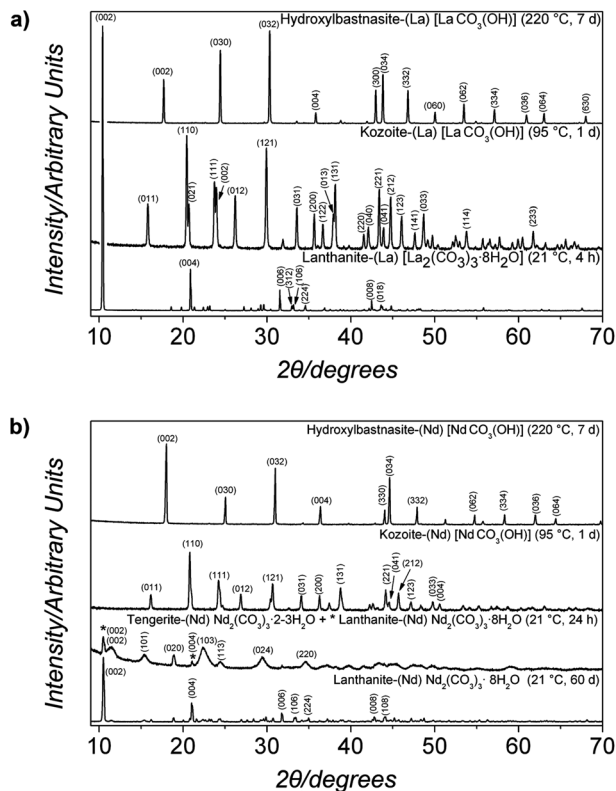 a)
Intensity/Arbitrary Units
(002)
Hydroxylbastnasite-(La) [La CO₃(OH)] (220 °C, 7 d)
(002) (030) (032) (004) (300) (034) (332) (060) (062) (334) (036) (064) (630)
Kozoite-(La) [La CO₃(OH)] (95 °C, 1 d)
(011) (110) (021) (111) (002) (012) (121) (031) (200) (122) (013) (131) (220) (040) (221) (041) (212) (123) (141) (033) (114) (233)
Lanthanite-(La) [La₂(CO₃)₃·8H₂O] (21 °C, 4 h)
(004) (006) (312) (106) (224) (008) (018)
10 20 30 40 50 60 70
2θ/degrees
b)
Intensity/Arbitrary Units
Hydroxylbastnasite-(Nd) [Nd CO₃(OH)] (220 °C, 7 d)
(002) (030) (032) (004) (330) (034) (332) (062) (334) (036) (064)
Kozoite-(Nd) [Nd CO₃(OH)] (95 °C, 1 d)
(011) (110) (111) (012) (121) (031) (200) (131) (221) (041) (212) (123) (033) (004)
Tengerite-(Nd) Nd₂(CO₃)₃·2-3H₂O + * Lanthanite-(Nd) Nd₂(CO₃)₃·8H₂O (21 °C, 24 h)
* (002) (002) (101) (020) * (004) (103) (113) (024) (220)
Lanthanite-(Nd) Nd₂(CO₃)₃· 8H₂O (21 °C, 60 d)
(004) (006) (106) (224) (008) (108)
10 20 30 40 50 60 70
2θ/degrees